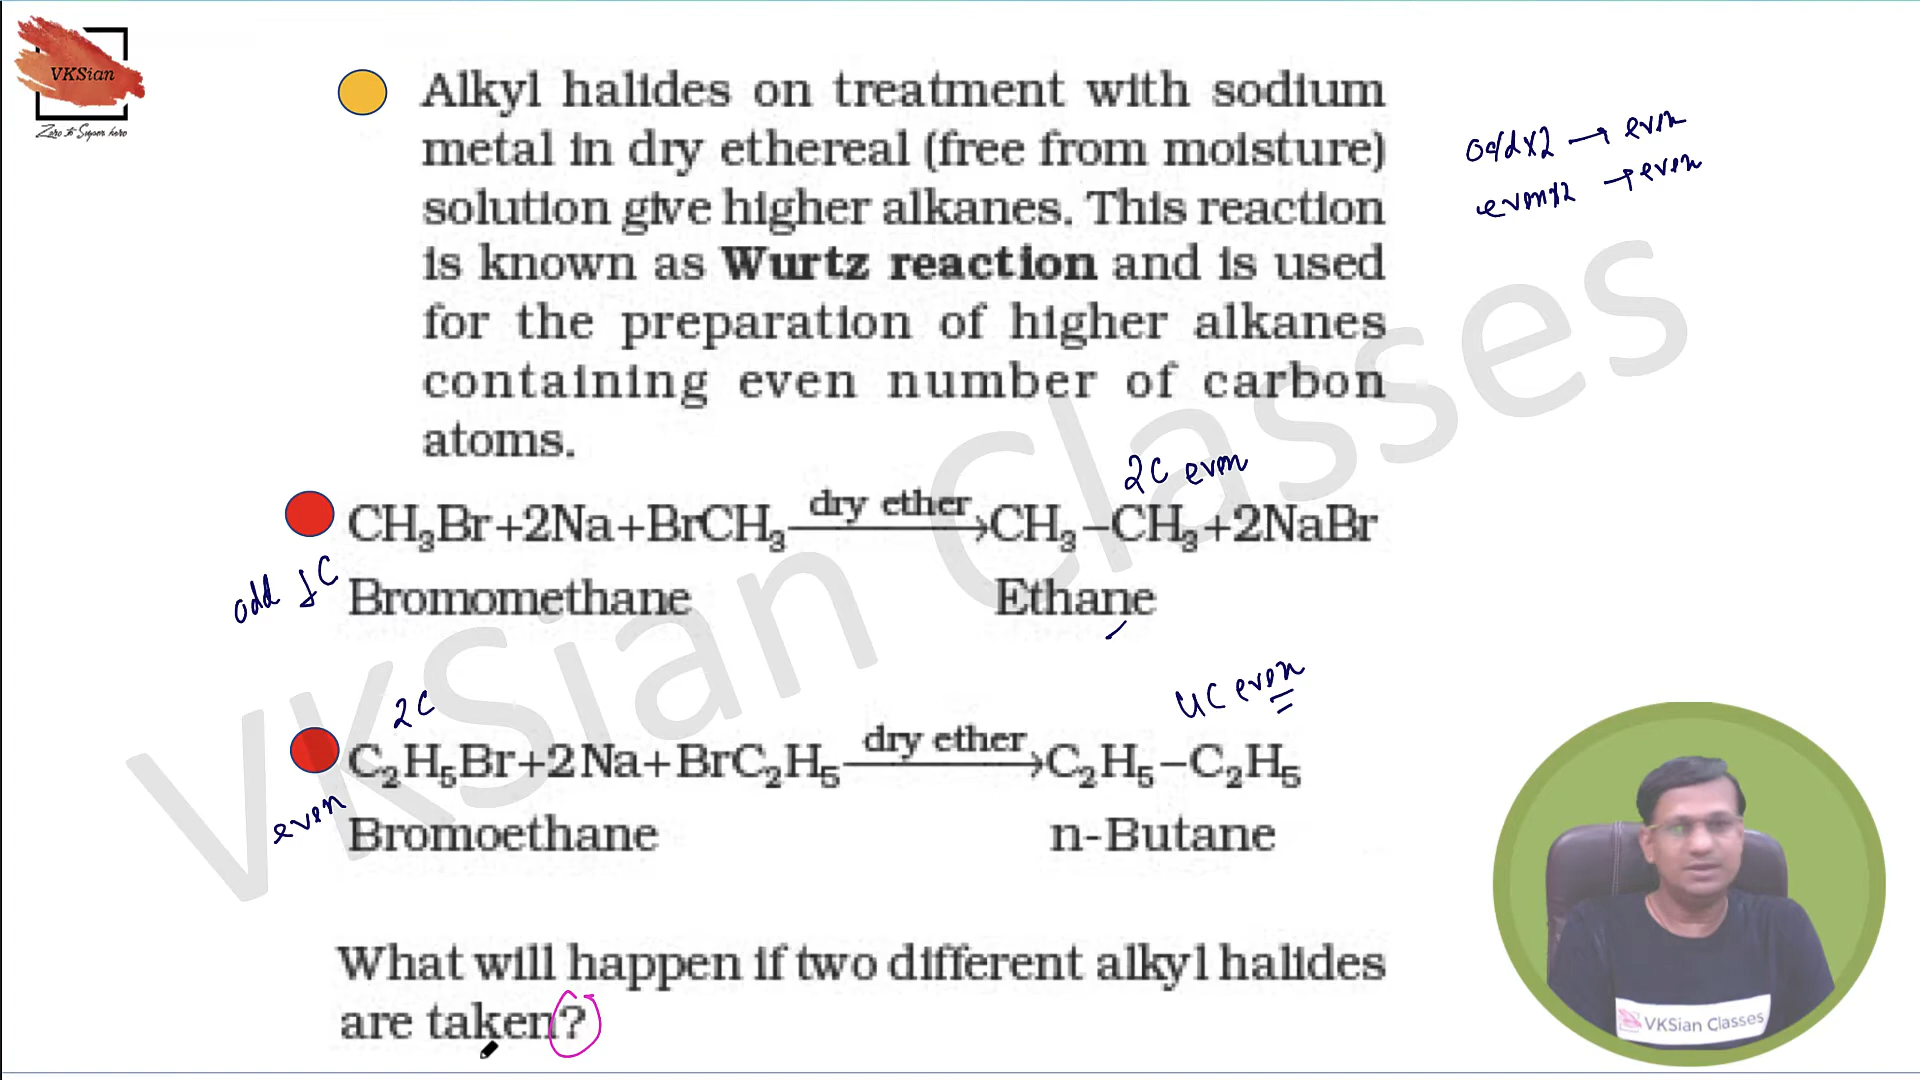 VKSian
Zero to Super hero
Alkyl halides on treatment with sodium
metal in dry ethereal (free from moisture)
solution give higher alkanes. This reaction
is known as Wurtz reaction and is used
for the preparation of higher alkanes
containing even number of carbon
atoms.
odd×2 → even
even×2 → even
2C even
CH₃Br+2Na+BrCH₃ dry ether→ CH₃–CH₃+2NaBr
odd 1C
Bromomethane Ethane
2C
4C even
C₂H₅Br+2Na+BrC₂H₅ dry ether→ C₂H₅–C₂H₅
even
Bromoethane n-Butane
What will happen if two different alkyl halides
are taken?
VKSian Classes
VKSian Classes